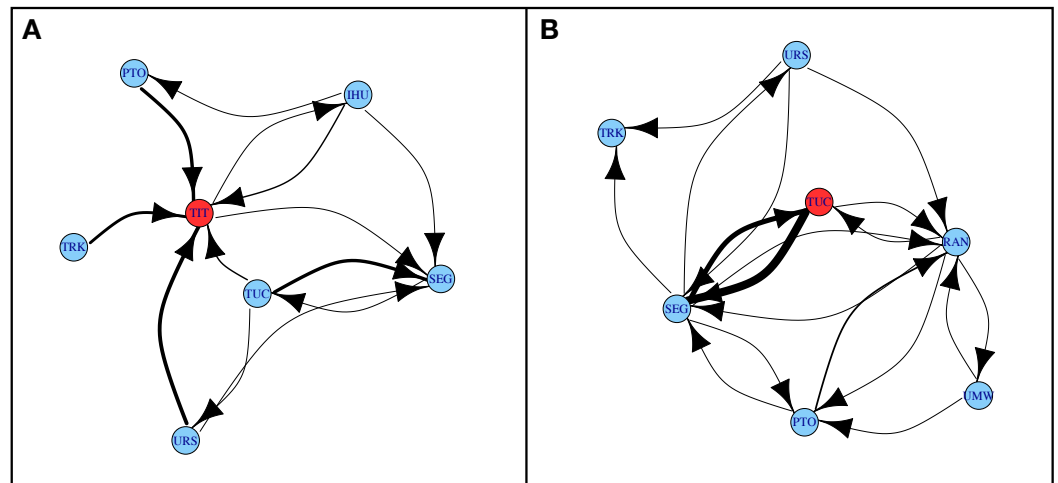 A
PTO
IHU
TIT
TRK
SEG
TUC
URS
B
URS
TRK
TUC
RAN
SEG
UMW
PTO